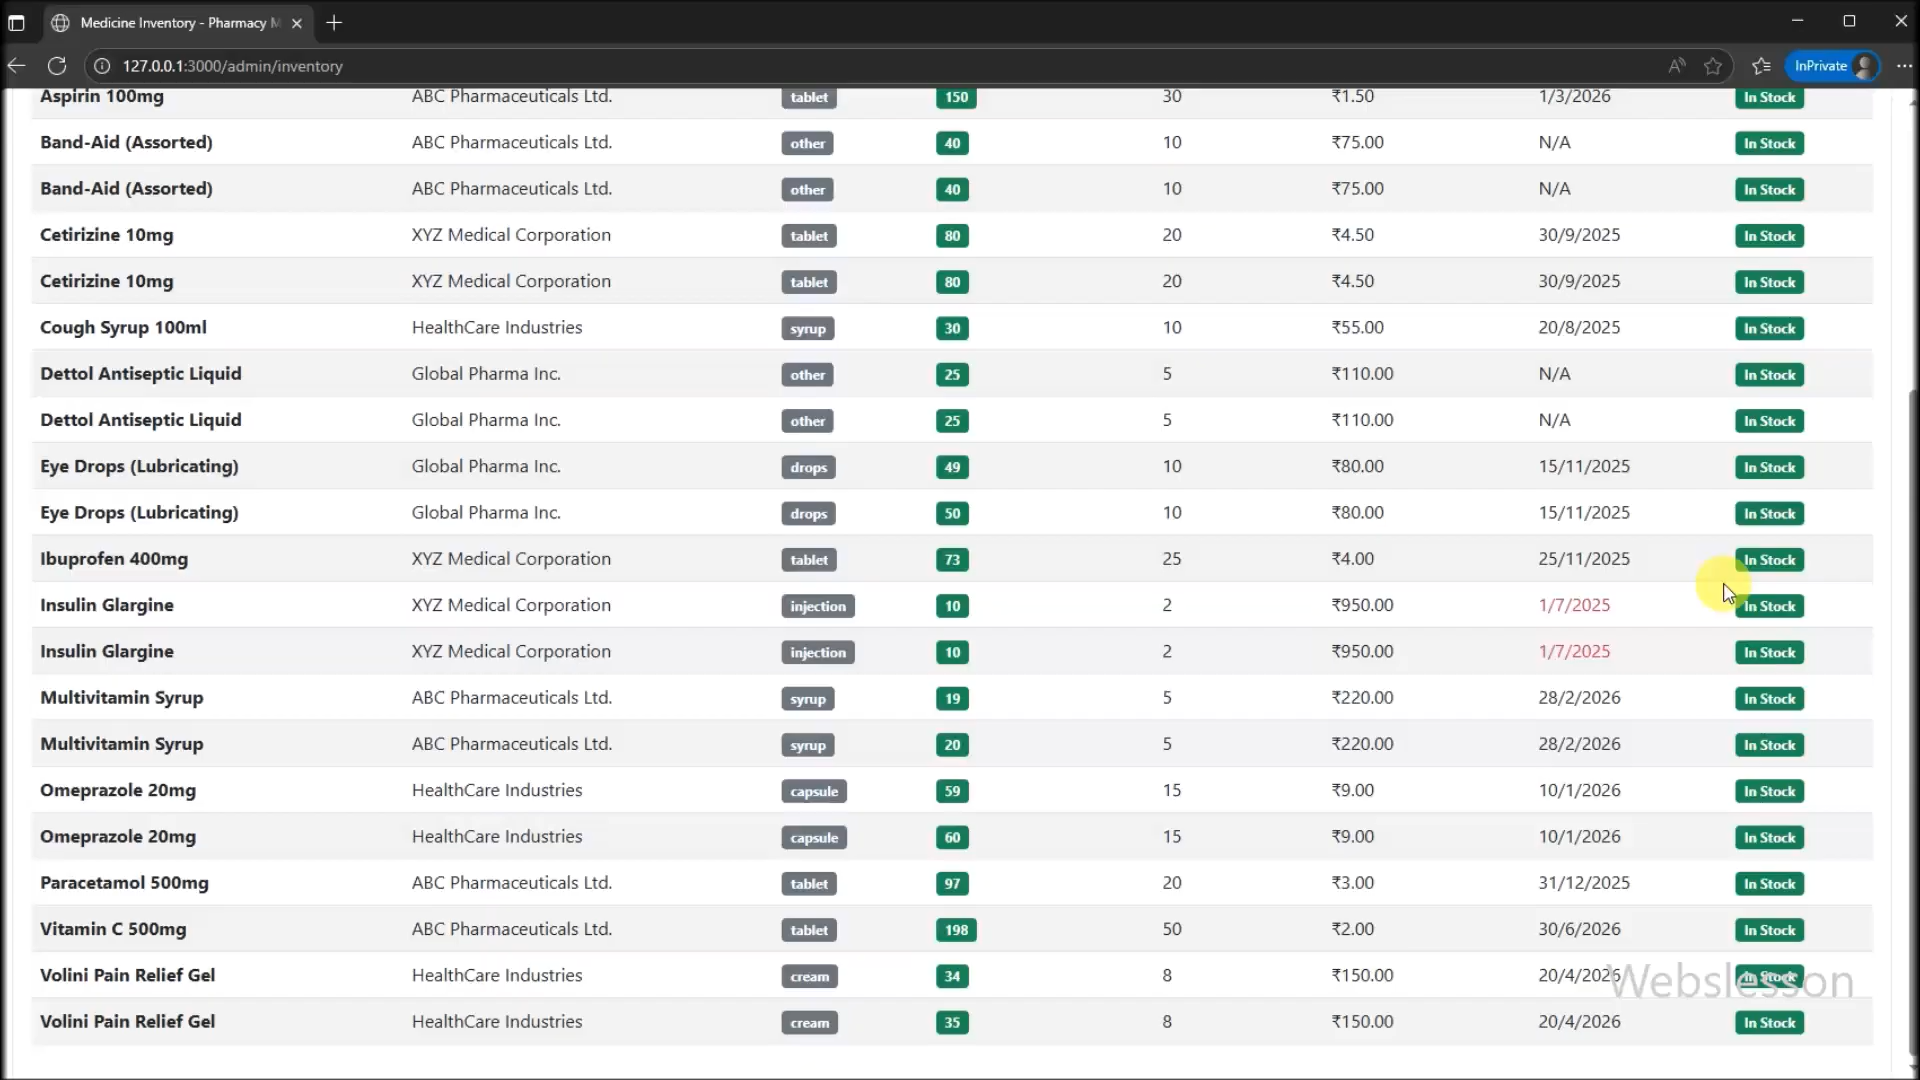 Medicine Inventory - Pharmacy M
127.0.0.1:3000/admin/inventory
InPrivate
Aspirin 100mg ABC Pharmaceuticals Ltd. tablet 150 30 ₹1.50 1/3/2026 In Stock
Band-Aid (Assorted) ABC Pharmaceuticals Ltd. other 40 10 ₹75.00 N/A In Stock
Band-Aid (Assorted) ABC Pharmaceuticals Ltd. other 40 10 ₹75.00 N/A In Stock
Cetirizine 10mg XYZ Medical Corporation tablet 80 20 ₹4.50 30/9/2025 In Stock
Cetirizine 10mg XYZ Medical Corporation tablet 80 20 ₹4.50 30/9/2025 In Stock
Cough Syrup 100ml HealthCare Industries syrup 30 10 ₹55.00 20/8/2025 In Stock
Dettol Antiseptic Liquid Global Pharma Inc. other 25 5 ₹110.00 N/A In Stock
Dettol Antiseptic Liquid Global Pharma Inc. other 25 5 ₹110.00 N/A In Stock
Eye Drops (Lubricating) Global Pharma Inc. drops 49 10 ₹80.00 15/11/2025 In Stock
Eye Drops (Lubricating) Global Pharma Inc. drops 50 10 ₹80.00 15/11/2025 In Stock
Ibuprofen 400mg XYZ Medical Corporation tablet 73 25 ₹4.00 25/11/2025 In Stock
Insulin Glargine XYZ Medical Corporation injection 10 2 ₹950.00 1/7/2025 In Stock
Insulin Glargine XYZ Medical Corporation injection 10 2 ₹950.00 1/7/2025 In Stock
Multivitamin Syrup ABC Pharmaceuticals Ltd. syrup 19 5 ₹220.00 28/2/2026 In Stock
Multivitamin Syrup ABC Pharmaceuticals Ltd. syrup 20 5 ₹220.00 28/2/2026 In Stock
Omeprazole 20mg HealthCare Industries capsule 59 15 ₹9.00 10/1/2026 In Stock
Omeprazole 20mg HealthCare Industries capsule 60 15 ₹9.00 10/1/2026 In Stock
Paracetamol 500mg ABC Pharmaceuticals Ltd. tablet 97 20 ₹3.00 31/12/2025 In Stock
Vitamin C 500mg ABC Pharmaceuticals Ltd. tablet 198 50 ₹2.00 30/6/2026 In Stock
Volini Pain Relief Gel HealthCare Industries cream 34 8 ₹150.00 20/4/2026 In Stock
Webslesson
Volini Pain Relief Gel HealthCare Industries cream 35 8 ₹150.00 20/4/2026 In Stock